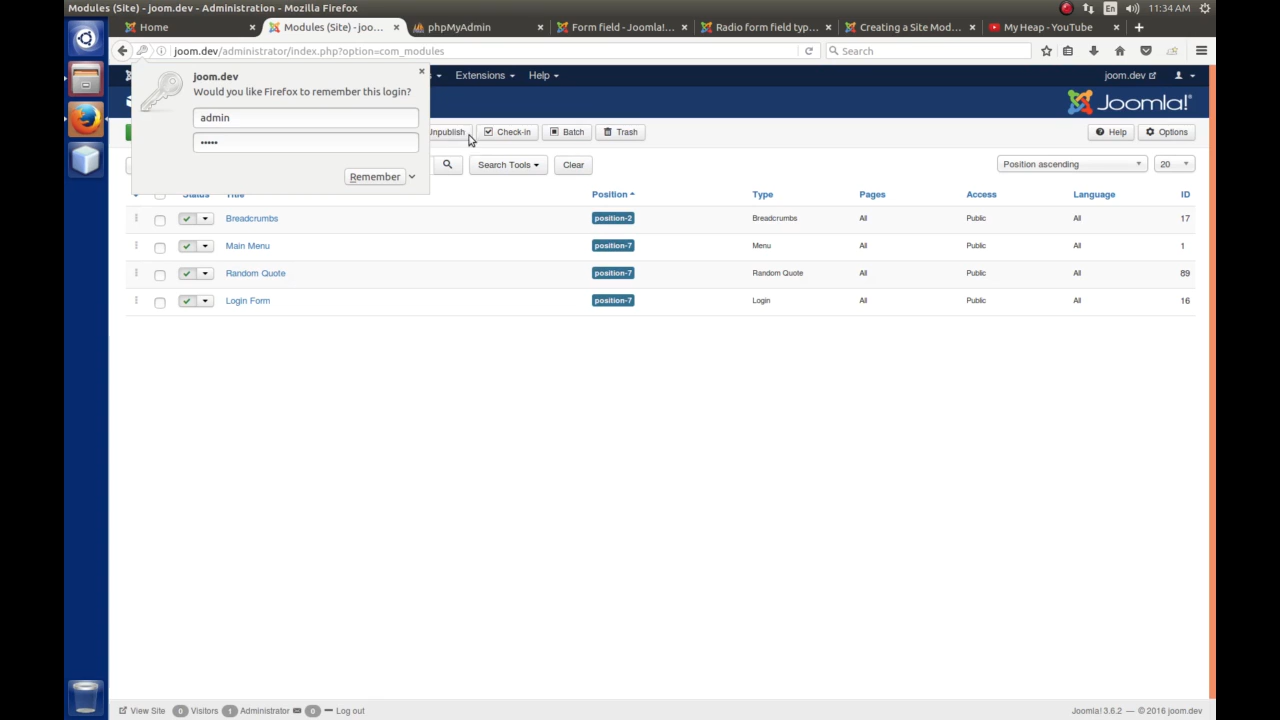 Modules (Site) - joom.dev - Administration - Mozilla Firefox
En
11:34 AM
Home
Modules (Site) - joo...
phpMyAdmin
Form field - Joomla!...
Radio form field typ...
Creating a Site Mod...
My Heap - YouTube
joom.dev/administrator/index.php?option=com_modules
Search
joom.dev
Would you like Firefox to remember this login?
admin
•••••
Remember
Extensions
Help
joom.dev
Joomla!®
Unpublish
Check-in
Batch
Trash
Help
Options
Search Tools
Clear
Position ascending
20
Status Title Position Type Pages Access Language ID
Breadcrumbs position-2 Breadcrumbs All Public All 17
Main Menu position-7 Menu All Public All 1
Random Quote position-7 Random Quote All Public All 89
Login Form position-7 Login All Public All 16
View Site 0 Visitors 1 Administrator 0 Log out
Joomla! 3.6.2 — © 2016 joom.dev